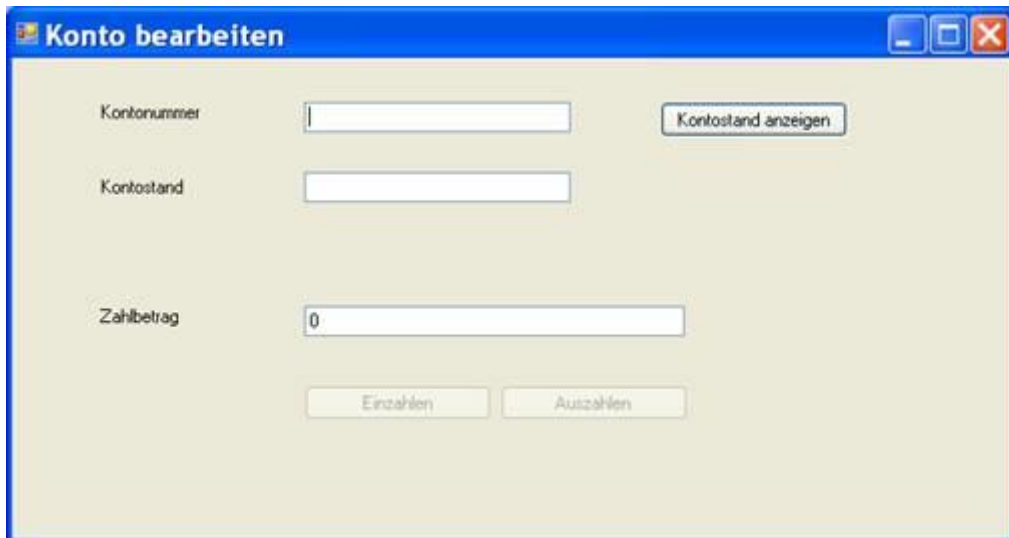 Konto bearbeiten
Kontonummer
Kontostand anzeigen
Kontostand
Zahlbetrag
0
Einzahlen
Auszahlen